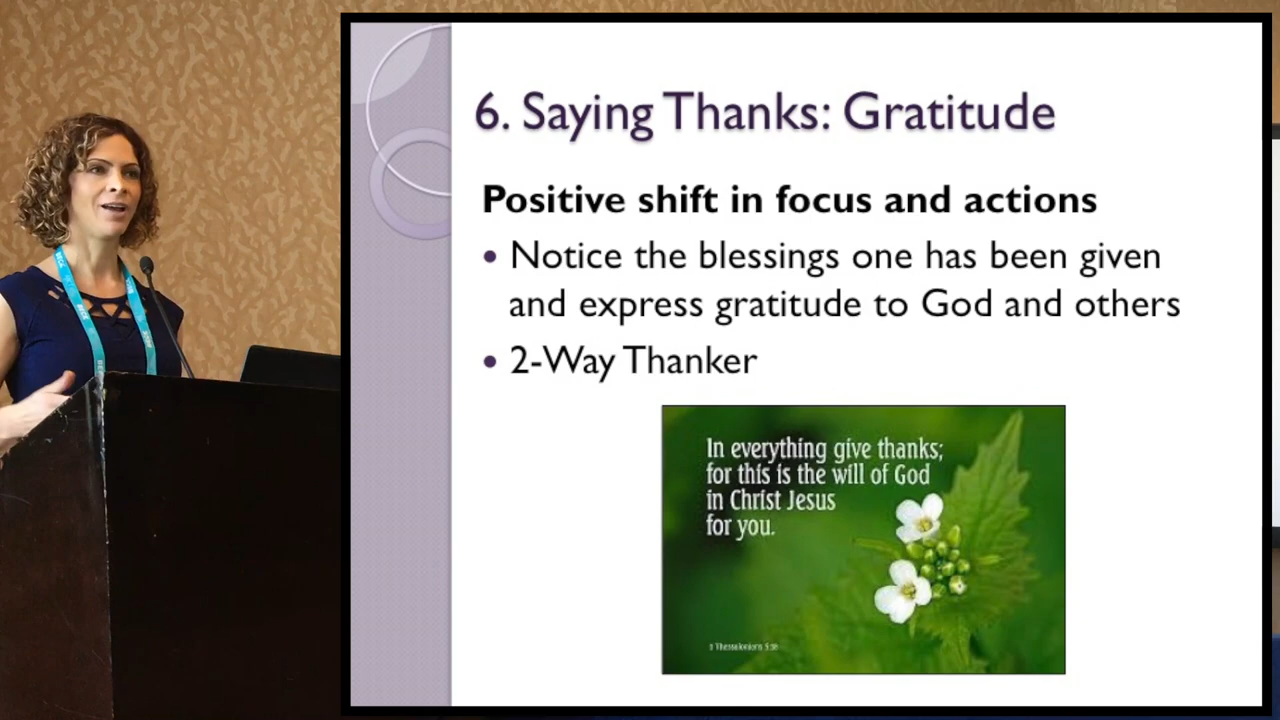 6. Saying Thanks: Gratitude
Positive shift in focus and actions
• Notice the blessings one has been given
and express gratitude to God and others
• 2-Way Thanker
In everything give thanks;
for this is the will of God
in Christ Jesus
for you.